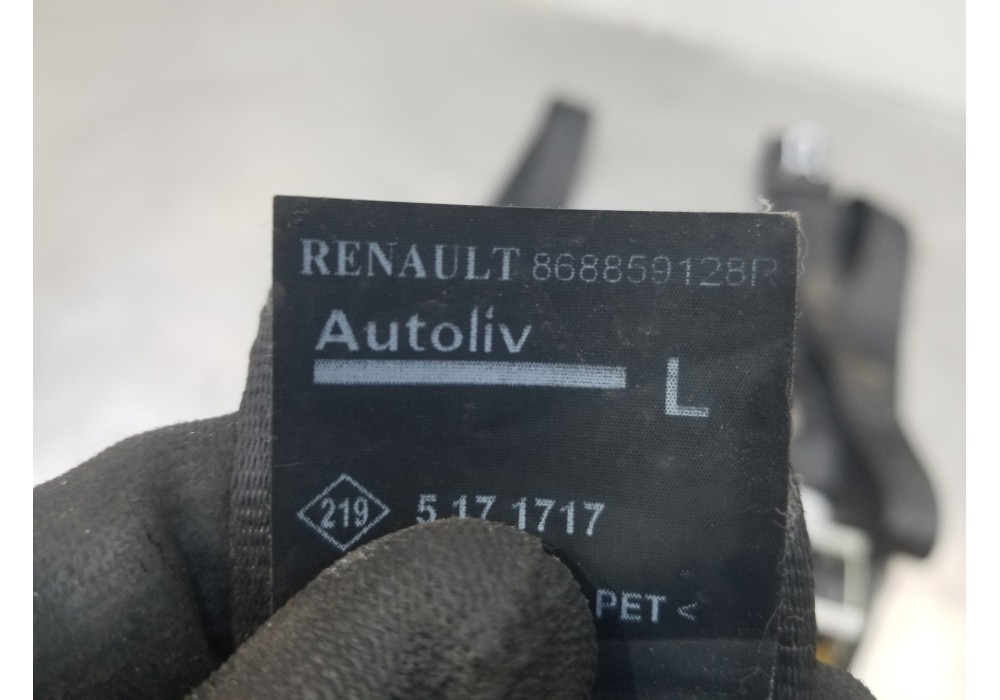 RENAULT 868859128R
Autoliv
L
219 5 17 1717
PET <